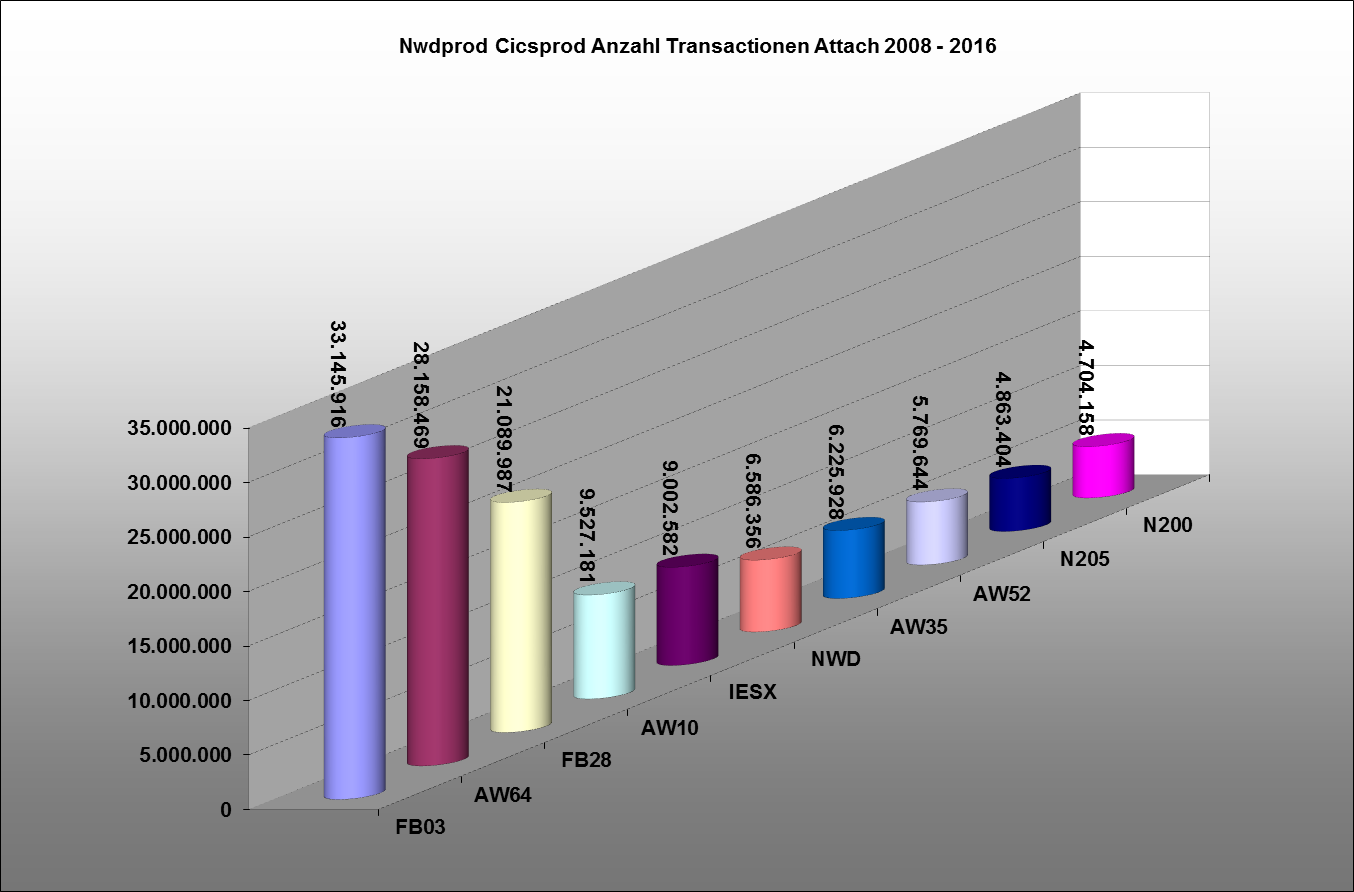 Nwdprod Cicsprod Anzahl Transactionen Attach 2008 - 2016
33.145.916
28.158.469
21.089.987
9.527.181
9.002.582
6.586.356
6.225.928
5.769.644
4.863.404
4.704.158
35.000.000
30.000.000
25.000.000
20.000.000
15.000.000
10.000.000
5.000.000
0
FB03
AW64
FB28
AW10
IESX
NWD
AW35
AW52
N205
N200